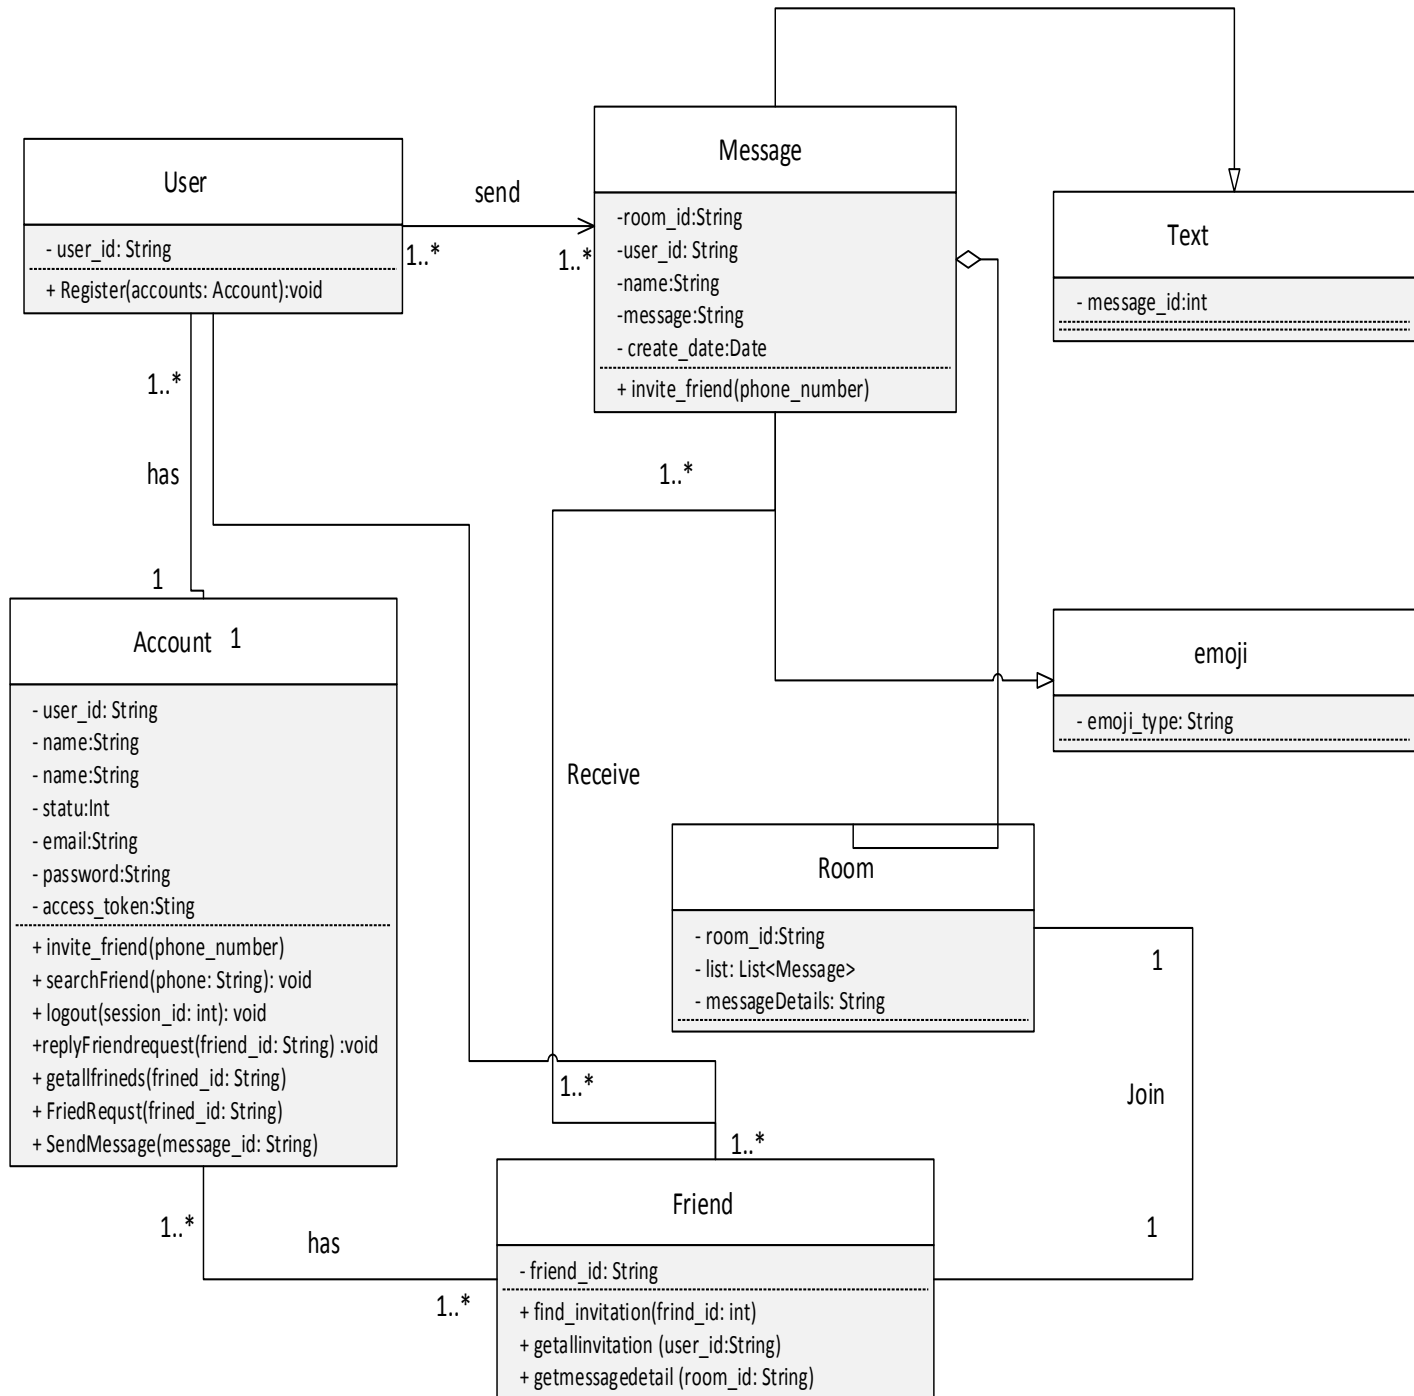 Message
-room_id:String
-user_id: String
-name:String
-message:String
- create_date:Date
+ invite_friend(phone_number)
User
- user_id: String
+ Register(accounts: Account):void
send
1..*
1..*
Text
- message_id:int
1..*
has
1
1..*
Account 1
- user_id: String
- name:String
- name:String
- statu:Int
- email:String
- password:String
- access_token:Sting
+ invite_friend(phone_number)
+ searchFriend(phone: String): void
+ logout(session_id: int): void
+replyFriendrequest(friend_id: String) :void
+ getallfrineds(frined_id: String)
+ FriedRequst(frined_id: String)
+ SendMessage(message_id: String)
emoji
- emoji_type: String
Receive
Room
- room_id:String
- list: List<Message>
- messageDetails: String
1
Join
1
1..*
1..*
1..*
has
1..*
Friend
- friend_id: String
+ find_invitation(frind_id: int)
+ getallinvitation (user_id:String)
+ getmessagedetail (room_id: String)